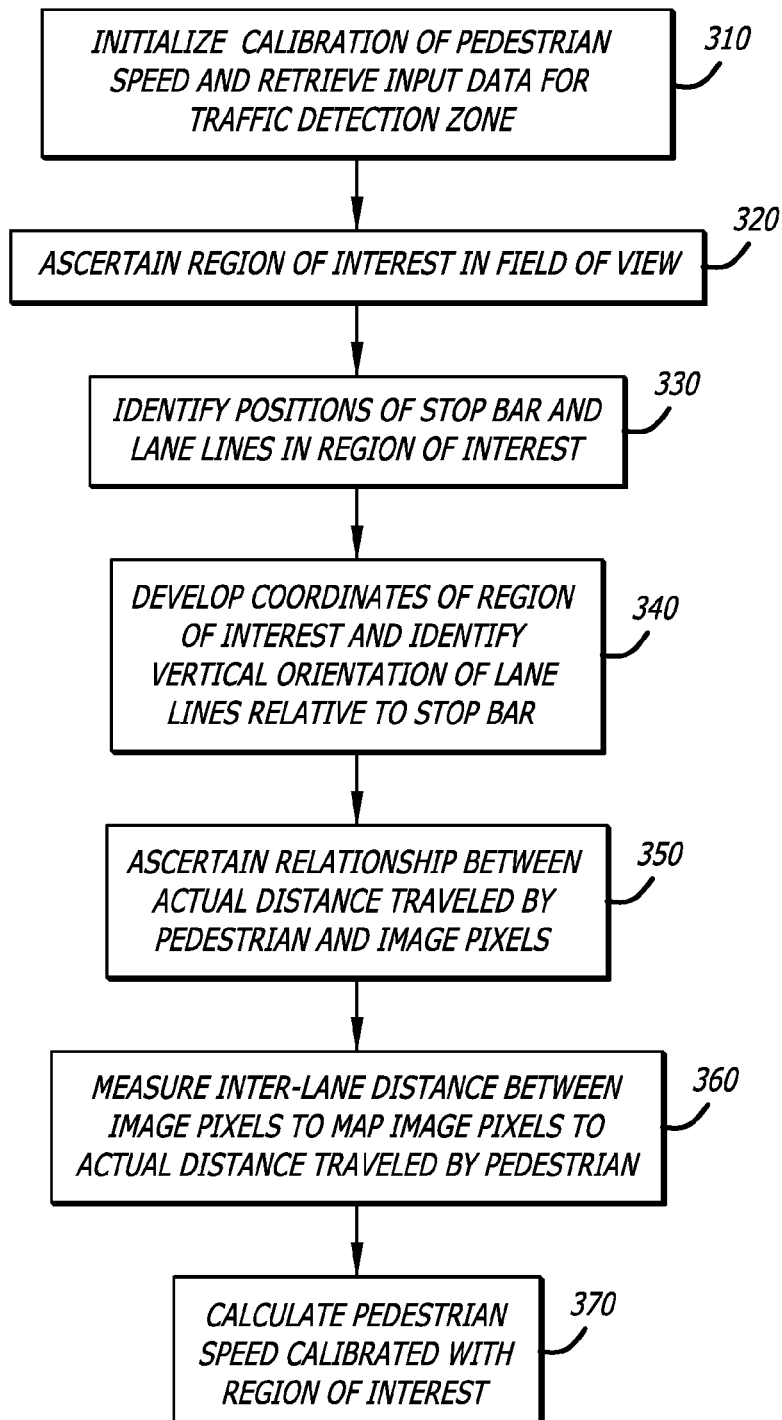 INITIALIZE CALIBRATION OF PEDESTRIAN
SPEED AND RETRIEVE INPUT DATA FOR
TRAFFIC DETECTION ZONE
310
ASCERTAIN REGION OF INTEREST IN FIELD OF VIEW
320
IDENTIFY POSITIONS OF STOP BAR AND
LANE LINES IN REGION OF INTEREST
330
DEVELOP COORDINATES OF REGION
OF INTEREST AND IDENTIFY
VERTICAL ORIENTATION OF LANE
LINES RELATIVE TO STOP BAR
340
ASCERTAIN RELATIONSHIP BETWEEN
ACTUAL DISTANCE TRAVELED BY
PEDESTRIAN AND IMAGE PIXELS
350
MEASURE INTER-LANE DISTANCE BETWEEN
IMAGE PIXELS TO MAP IMAGE PIXELS TO
ACTUAL DISTANCE TRAVELED BY PEDESTRIAN
360
CALCULATE PEDESTRIAN
SPEED CALIBRATED WITH
REGION OF INTEREST
370